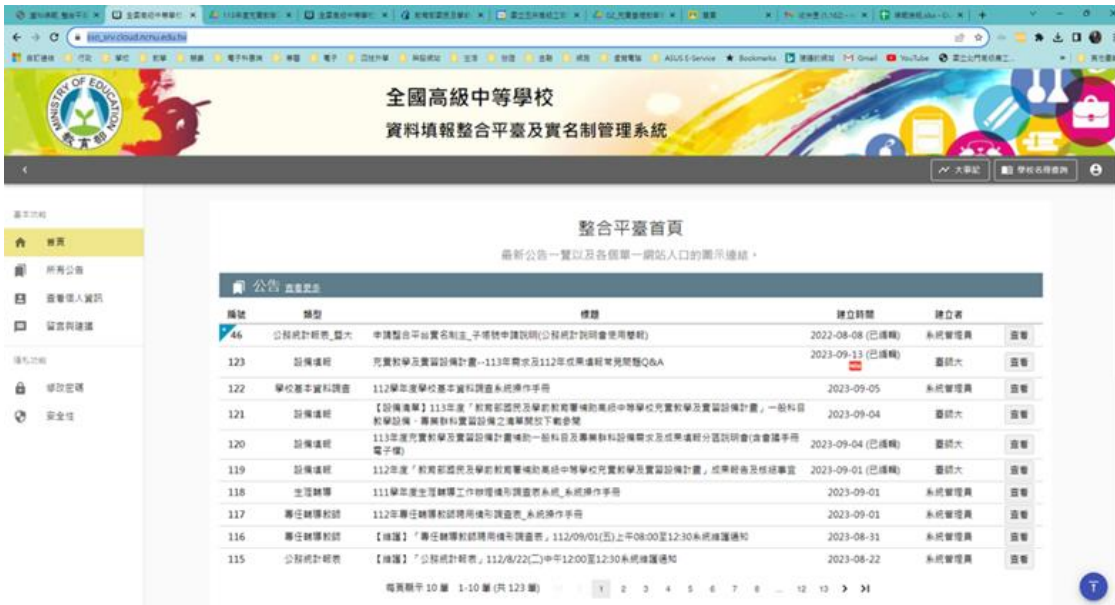 ssc_srv.cloud.ncnu.edu.tw
ASUS E-Service
Bookmarks
Gmail
YouTube
MINISTRY OF EDUCATION
教育部
全國高級中等學校
資料填報整合平臺及實名制管理系統
大事記
學校名冊查詢
基本功能
首頁
所有公告
查看個人資訊
留言與建議
隱私功能
修改密碼
安全性
整合平臺首頁
最新公告一覽以及各個單一網站入口的圖示連結。
公告 查看更多
編號 類型 標題 建立時間 建立者
46 公務統計報表_暨大 申請整合平台實名制主_子帳號申請說明(公務統計說明會使用簡報) 2022-08-08 (已編輯) 系統管理員 查看
123 設備填報 充實教學及實習設備計畫--113年需求及112年成果填報常見問題Q&A 2023-09-13 (已編輯) 臺師大 查看
122 學校基本資料調查 112學年度學校基本資料調查系統操作手冊 2023-09-05 系統管理員 查看
121 設備填報 【設備清單】113年度「教育部國民及學前教育署補助高級中等學校充實教學及實習設備計畫」，一般科目
教學設備、專業群科實習設備之清單開放下載參閱 2023-09-04 臺師大 查看
120 設備填報 113年度充實教學及實習設備計畫補助一般科目及專業群科設備需求及成果填報分區說明會(含會議手冊
電子檔) 2023-09-04 (已編輯) 臺師大 查看
119 設備填報 112年度「教育部國民及學前教育署補助高級中等學校充實教學及實習設備計畫」成果報告及核結事宜 2023-09-01 (已編輯) 臺師大 查看
118 生涯輔導 111學年度生涯輔導工作辦理情形調查表系統_系統操作手冊 2023-09-01 系統管理員 查看
117 專任輔導教師 112年專任輔導教師聘用情形調查表_系統操作手冊 2023-09-01 系統管理員 查看
116 專任輔導教師 【維護】「專任輔導教師聘用情形調查表」112/09/01(五)上午08:00至12:30系統維護通知 2023-08-31 系統管理員 查看
115 公務統計報表 【維護】「公務統計報表」112/8/22(二)中午12:00至12:30系統維護通知 2023-08-22 系統管理員 查看
每頁顯示 10 筆 1-10 筆 (共 123 筆) 1 2 3 4 5 6 7 8 ... 12 13